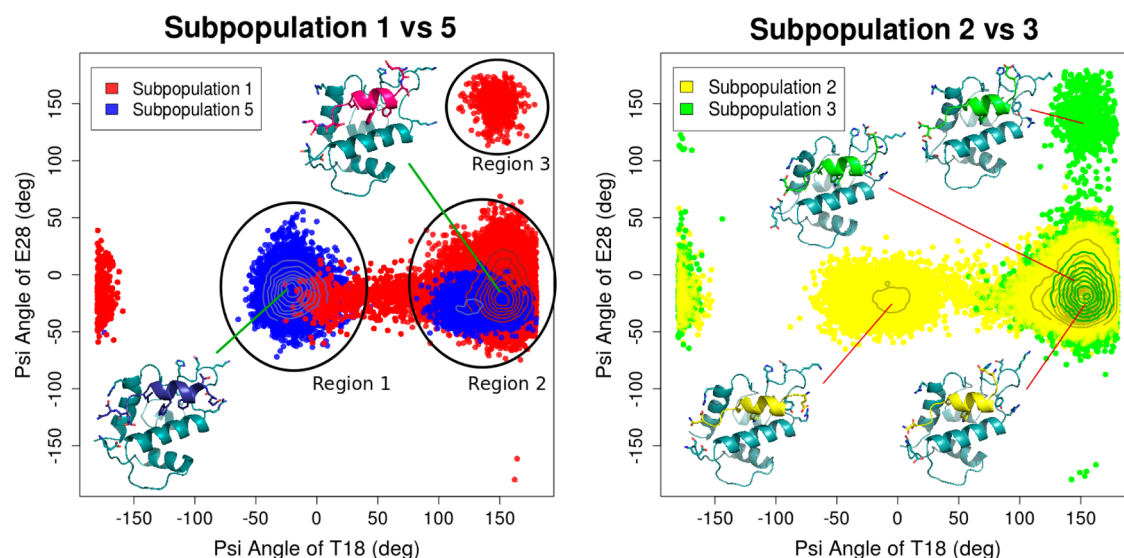 Subpopulation 1 vs 5
Subpopulation 1
Subpopulation 5
Region 3
Region 1
Region 2
Psi Angle of E28 (deg)
150
100
50
0
-50
-100
-150
-150
-100
-50
0
50
100
150
Psi Angle of T18 (deg)
Subpopulation 2 vs 3
Subpopulation 2
Subpopulation 3
Psi Angle of E28 (deg)
150
100
50
0
-50
-100
-150
-150
-100
-50
0
50
100
150
Psi Angle of T18 (deg)